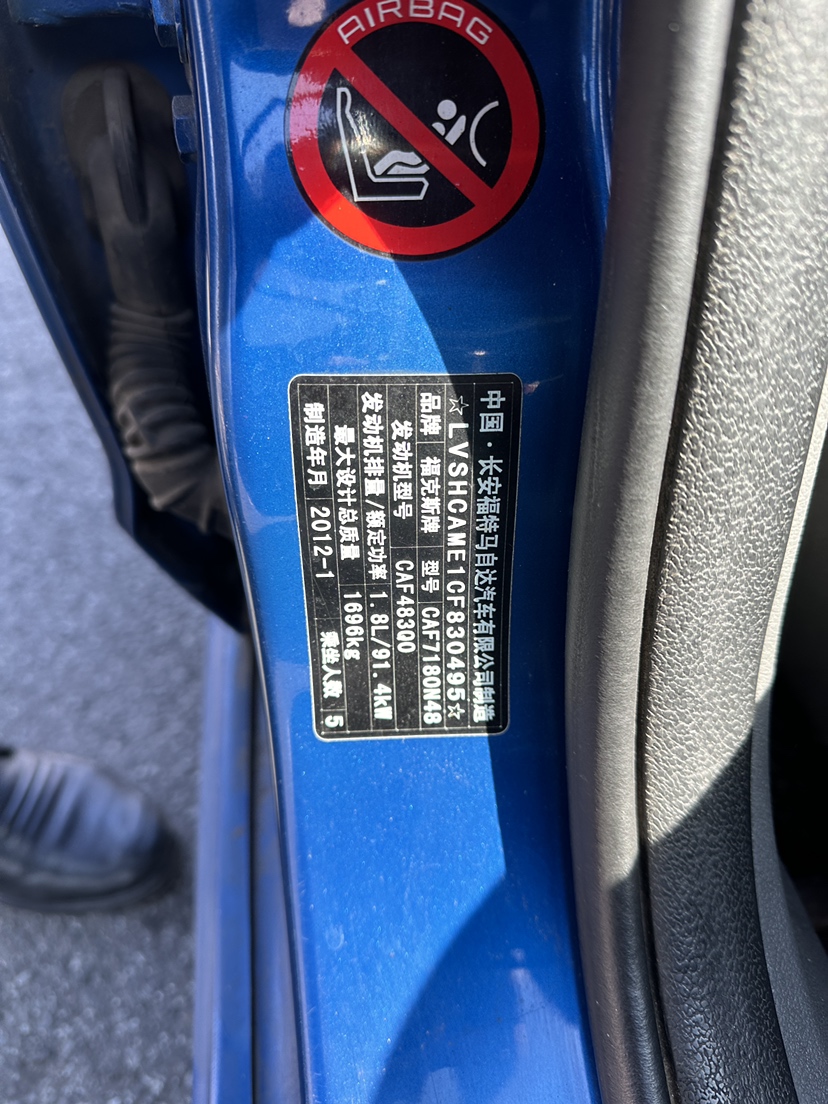 AIRBAG
中国·长安福特马自达汽车有限公司制造
☆LVSHCAME1CF830495☆
品牌 福克斯牌 型号 CAF7180N48
发动机型号 CAF483Q0
发动机排量/额定功率 1.8L/91.4kW
最大设计总质量 1696kg
制造年月 2012-1 乘坐人数 5